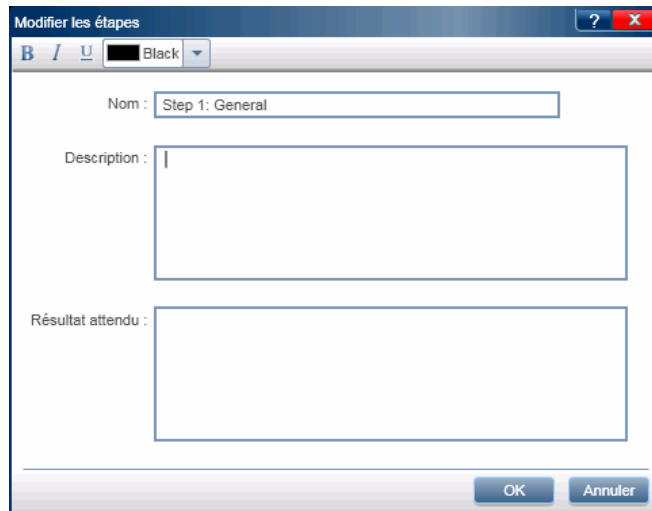 Modifier les étapes ? X
B I U Black
Nom : Step 1: General
Description :
Résultat attendu :
OK Annuler